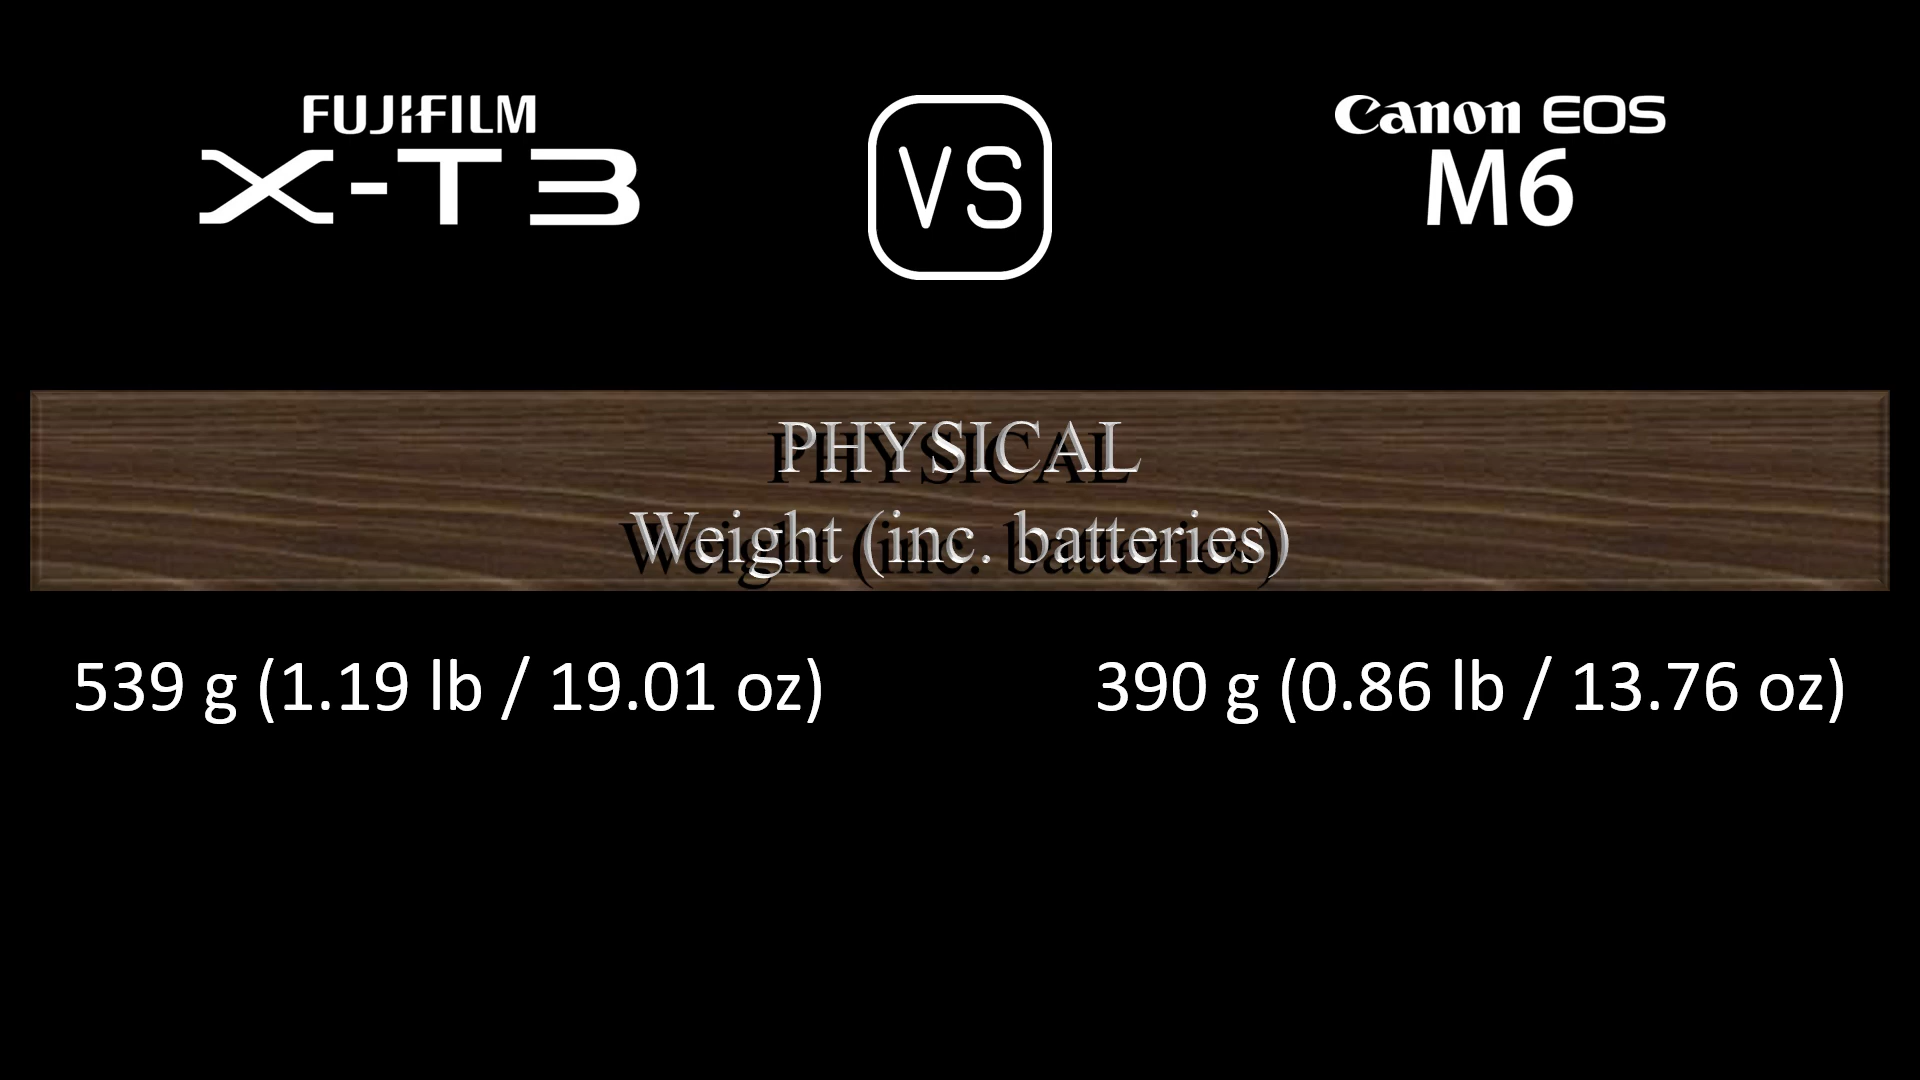 FUJIFILM
X-T3
VS
Canon EOS
M6
PHYSICAL
Weight (inc. batteries)
539 g (1.19 lb / 19.01 oz)
390 g (0.86 lb / 13.76 oz)